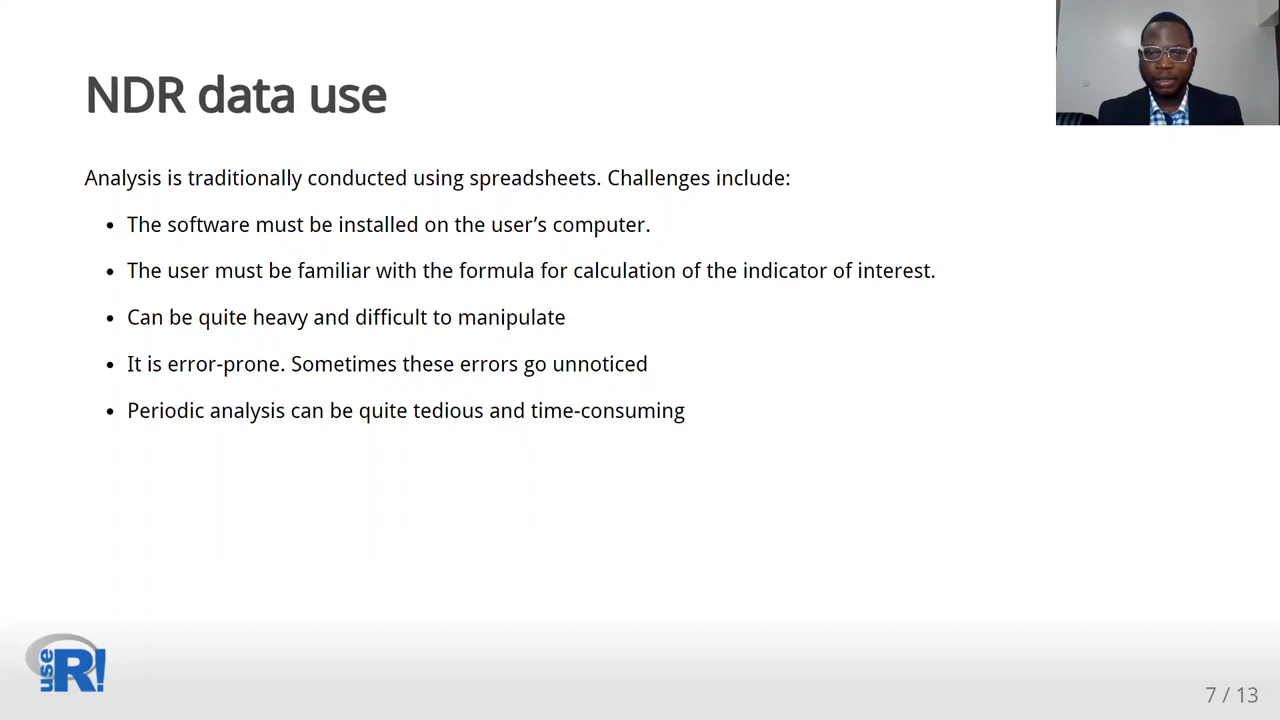 NDR data use
Analysis is traditionally conducted using spreadsheets. Challenges include:
• The software must be installed on the user’s computer.
• The user must be familiar with the formula for calculation of the indicator of interest.
• Can be quite heavy and difficult to manipulate
• It is error-prone. Sometimes these errors go unnoticed
• Periodic analysis can be quite tedious and time-consuming
use R!
7 / 13